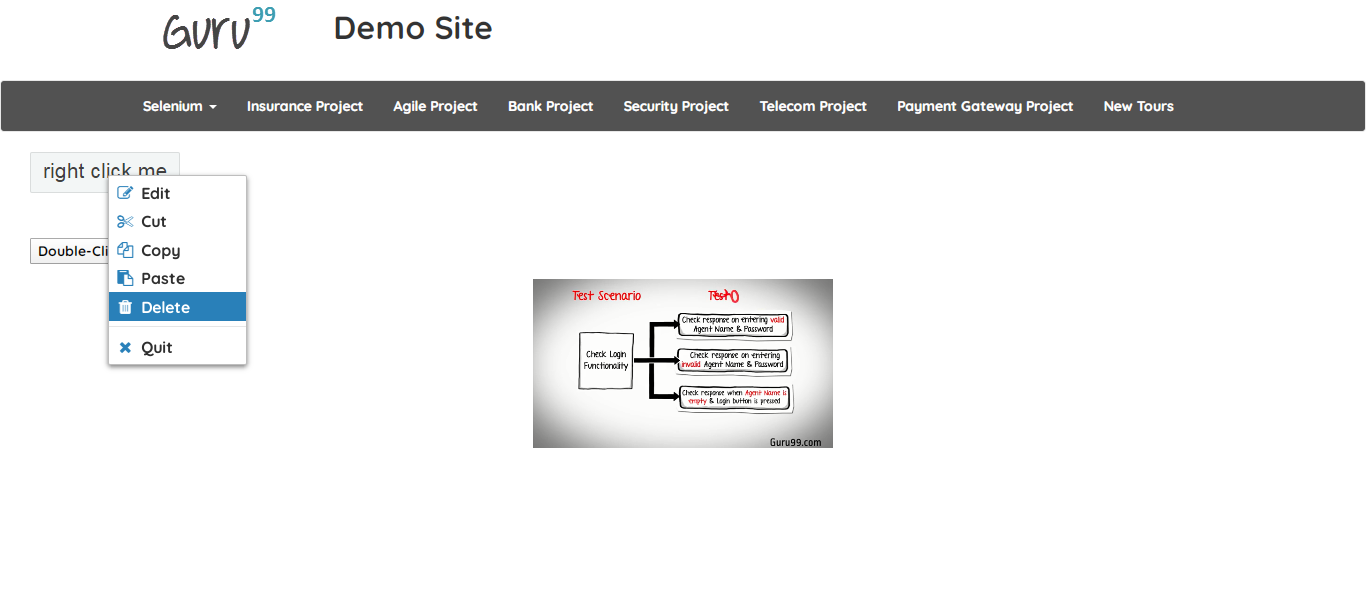 Guru99
Demo Site
Selenium Insurance Project Agile Project Bank Project Security Project Telecom Project Payment Gateway Project New Tours
right click me
Edit
Cut
Double-Cli
Copy
Paste
Delete
Quit
Test Scenario
Check Login
Functionality
Check response on entering valid
Agent Name & Password
Check response on entering
invalid Agent Name & Password
Check response when Agent Name is
empty & Login button is pressed
Guru99.com